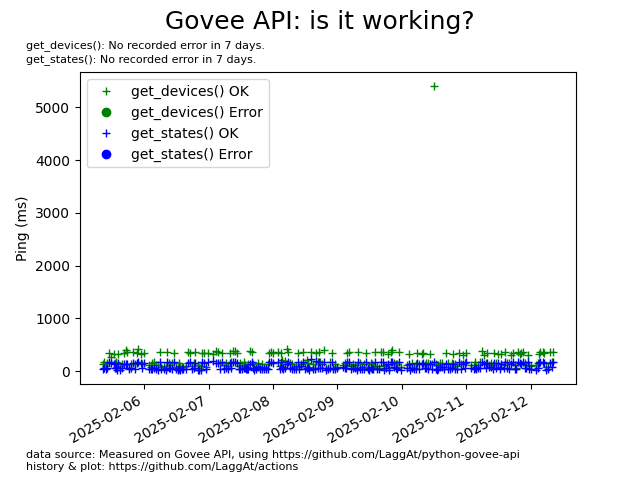 Govee API: is it working?
get_devices(): No recorded error in 7 days.
get_states(): No recorded error in 7 days.
get_devices() OK
get_devices() Error
get_states() OK
get_states() Error
Ping (ms)
5000
4000
3000
2000
1000
0
2025-02-06
2025-02-07
2025-02-08
2025-02-09
2025-02-10
2025-02-11
2025-02-12
data source: Measured on Govee API, using https://github.com/LaggAt/python-govee-api
history & plot: https://github.com/LaggAt/actions